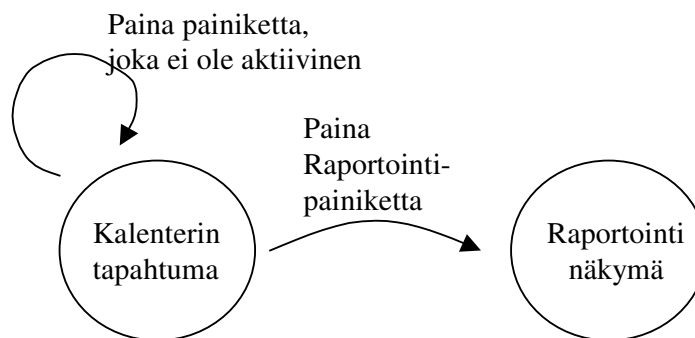 Paina painiketta,
joka ei ole aktiivinen
Paina
Raportointi-
painiketta
Kalenterin
tapahtuma
Raportointi
näkymä